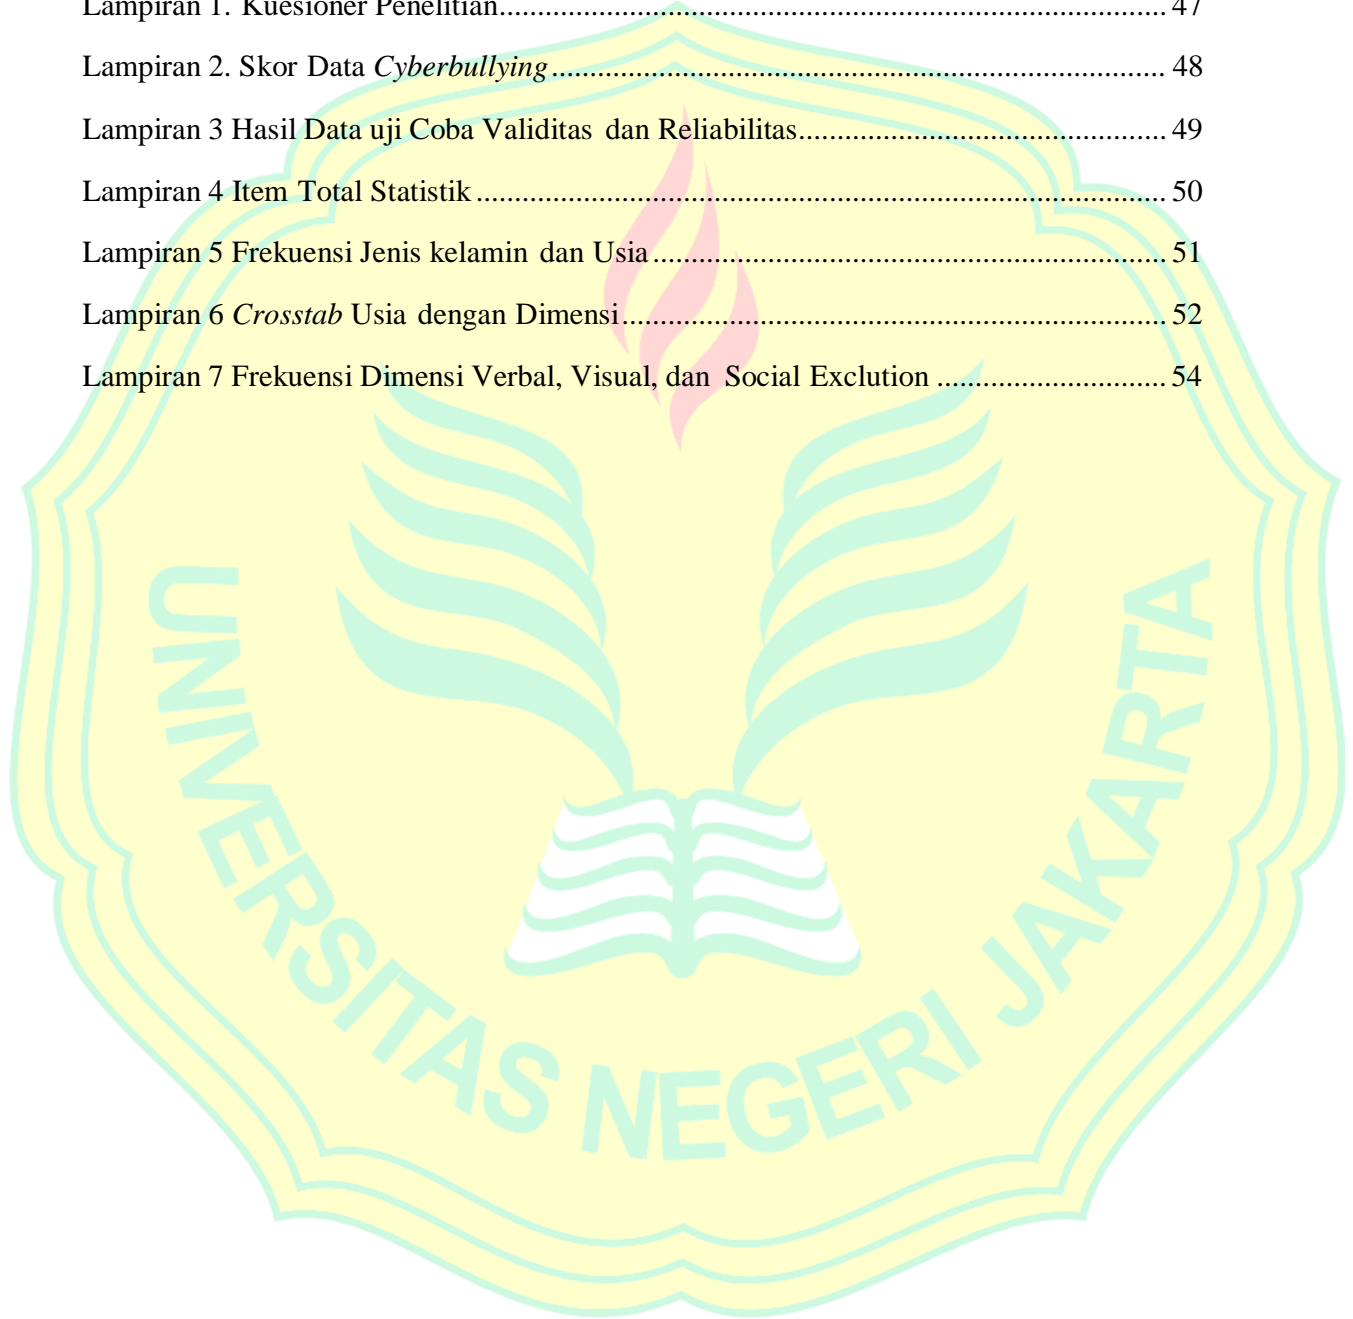 Lampiran 1. Kuesioner Penelitian.................................................................................... 47
Lampiran 2. Skor Data Cyberbullying............................................................................. 48
Lampiran 3 Hasil Data uji Coba Validitas dan Reliabilitas.............................................. 49
Lampiran 4 Item Total Statistik....................................................................................... 50
Lampiran 5 Frekuensi Jenis kelamin dan Usia................................................................ 51
Lampiran 6 Crosstab Usia dengan Dimensi.................................................................... 52
Lampiran 7 Frekuensi Dimensi Verbal, Visual, dan Social Exclution ............................. 54
UNIVERSITAS NEGERI JAKARTA